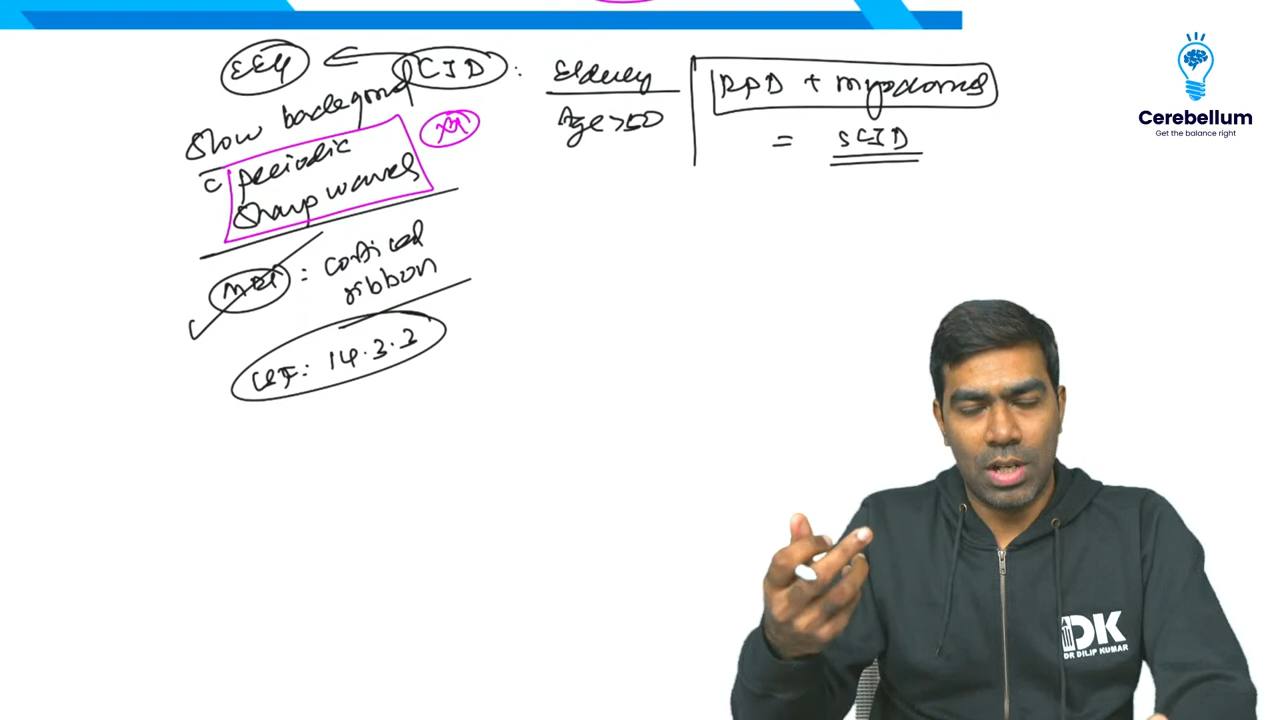 EEG ← CJD : Elderly
Age >50
RPD + myoclonus
= SCJD
Slow background
c periodic
sharp waves
MRI : cortical
ribbon
CSF: 14.3.3
Cerebellum
Get the balance right
DK
DR DILIP KUMAR